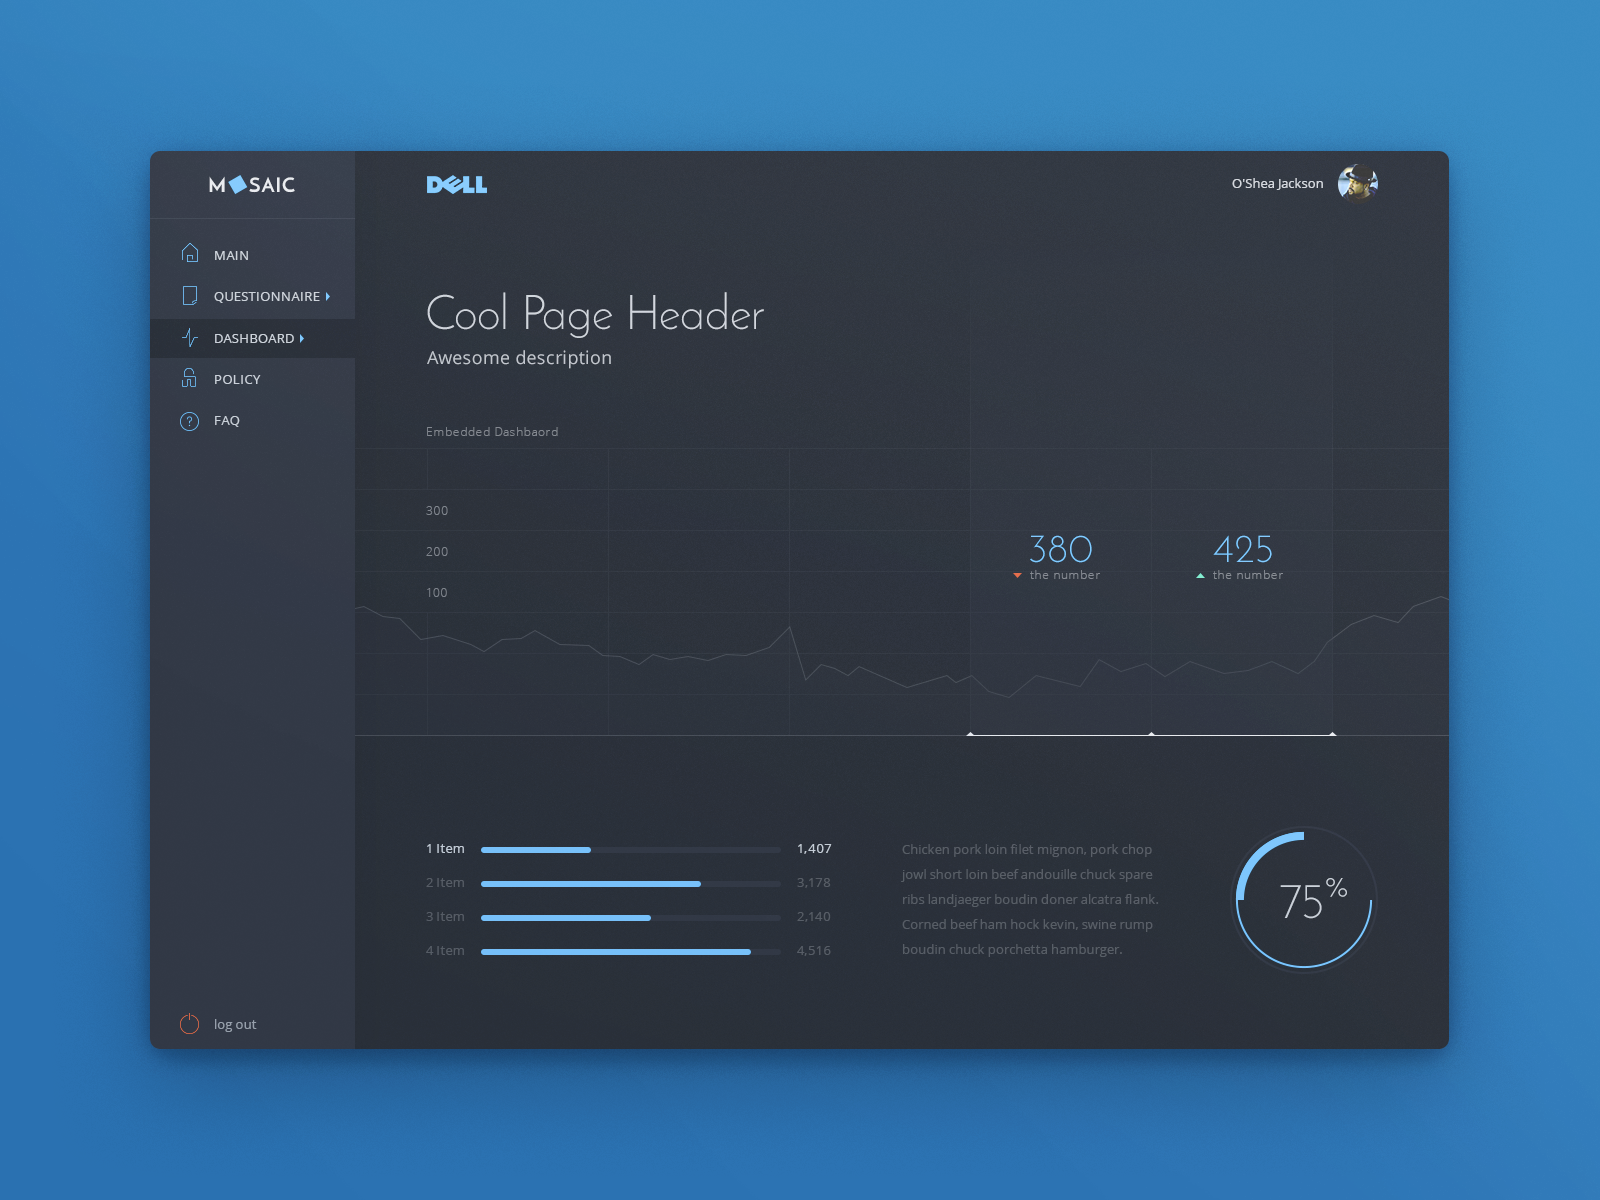 MOSAIC
DELL
O'Shea Jackson
MAIN
QUESTIONNAIRE
DASHBOARD
POLICY
FAQ
log out
Cool Page Header
Awesome description
Embedded Dashbaord
300
200
100
380
the number
425
the number
1 Item 1,407
2 Item 3,178
3 Item 2,140
4 Item 4,516
Chicken pork loin filet mignon, pork chop
jowl short loin beef andouille chuck spare
ribs landjaeger boudin doner alcatra flank.
Corned beef ham hock kevin, swine rump
boudin chuck porchetta hamburger.
75%